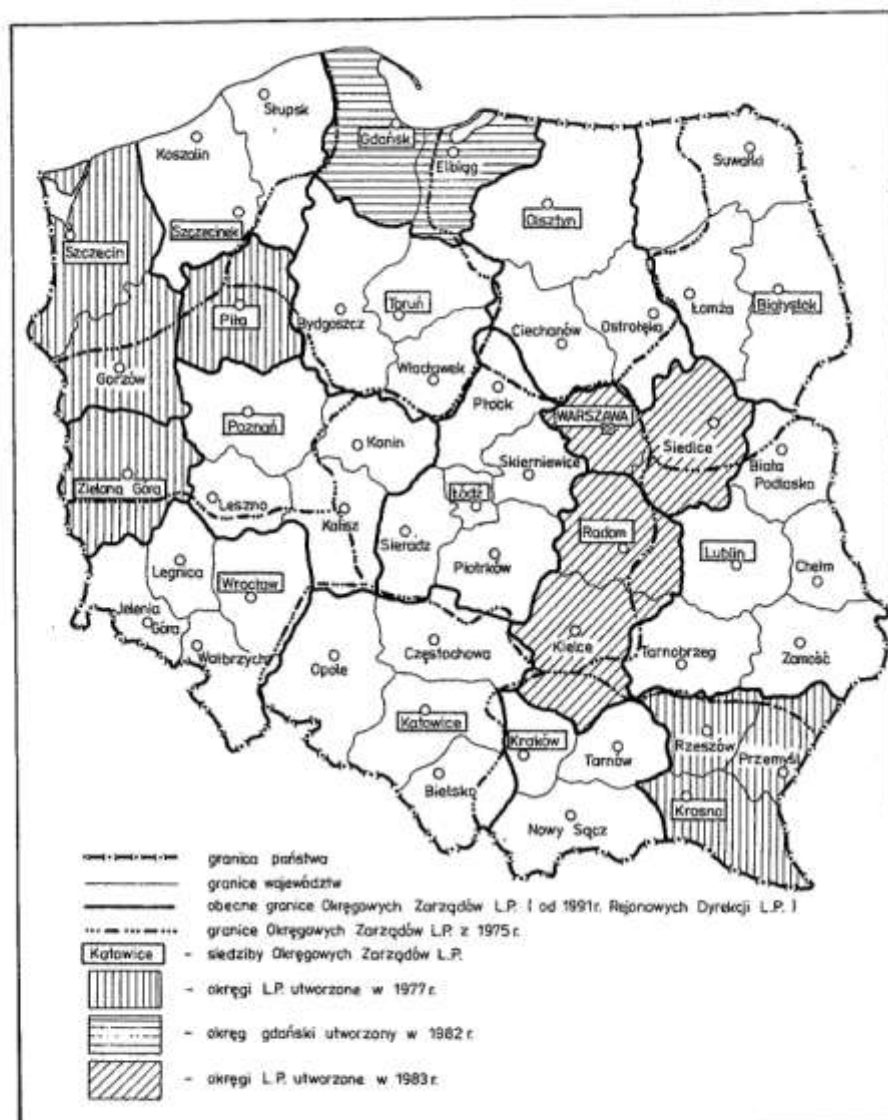 Słupsk
Gdańsk
Koszalin
Elbląg
Suwałki
Szczecinek
Olsztyn
Szczecin
Piła
Toruń
Bydgoszcz
Ciechanów
Ostrołęka
Łomża
Białystok
Gorzów
Włocławek
Płock
WARSZAWA
Poznań
Konin
Siedlce
Skierniewice
Biała
Podlaska
Zielona Góra
Leszno
Łódź
Kalisz
Sieradz
Radom
Lublin
Piotrków
Chełm
Legnica
Wrocław
Jelenia
Góra
Wałbrzych
Opole
Częstochowa
Kielce
Tarnobrzeg
Zamość
Katowice
Kraków
Tarnów
Rzeszów
Przemyśl
Bielsko
Krosno
Nowy Sącz
granica państwa
granice województw
obecne granice Okręgowych Zarządów L.P. ( od 1991r. Rejonowych Dyrekcji L.P. )
granice Okręgowych Zarządów L.P. z 1975r.
Katowice - siedziby Okręgowych Zarządów L.P.
- okręgi L.P. utworzone w 1977r.
- okręg gdański utworzony w 1982r.
- okręgi L.P. utworzone w 1983r.